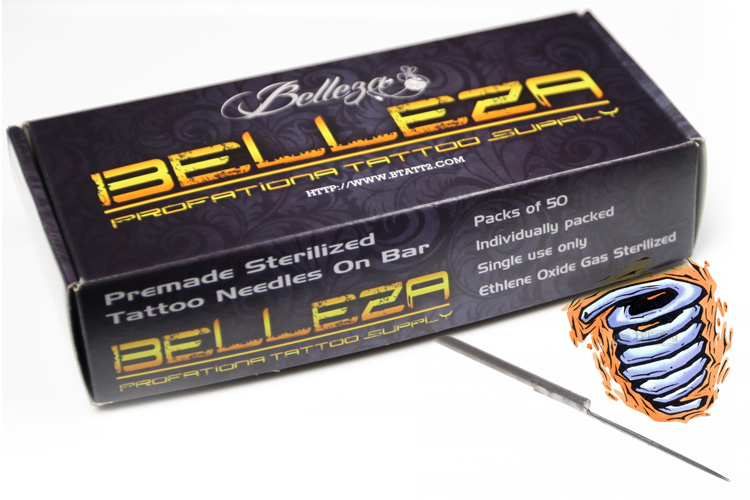 Belleza
BELLEZA
PROFATIONA TATTOO SUPPLY
HTTP://WWW.BTATT2.COM
Premade Sterilized
Tattoo Needles On Bar
BELLEZA
PROFATIONA TATTOO SUPPLY
Packs of 50
Individually packed
Single use only
Ethlene Oxide Gas Sterilized